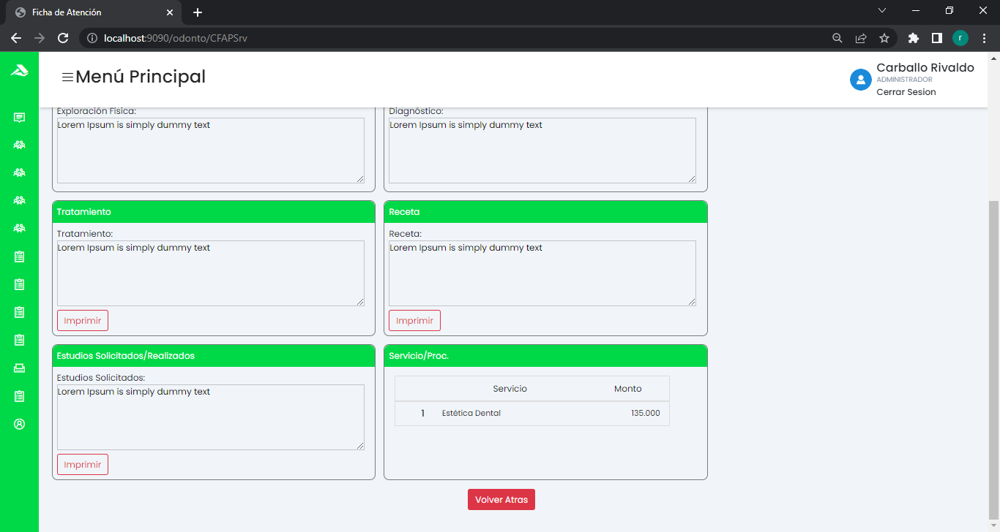 Ficha de Atención
localhost:9090/odonto/CFAPSrv
r
Menú Principal
Carballo Rivaldo
ADMINISTRADOR
Cerrar Sesion
Exploración Física:
Lorem Ipsum is simply dummy text
Diagnóstico:
Lorem Ipsum is simply dummy text
Tratamiento
Tratamiento:
Lorem Ipsum is simply dummy text
Imprimir
Receta
Receta:
Lorem Ipsum is simply dummy text
Imprimir
Estudios Solicitados/Realizados
Estudios Solicitados:
Lorem Ipsum is simply dummy text
Imprimir
Servicio/Proc.
Servicio Monto
1 Estética Dental 135.000
Volver Atras